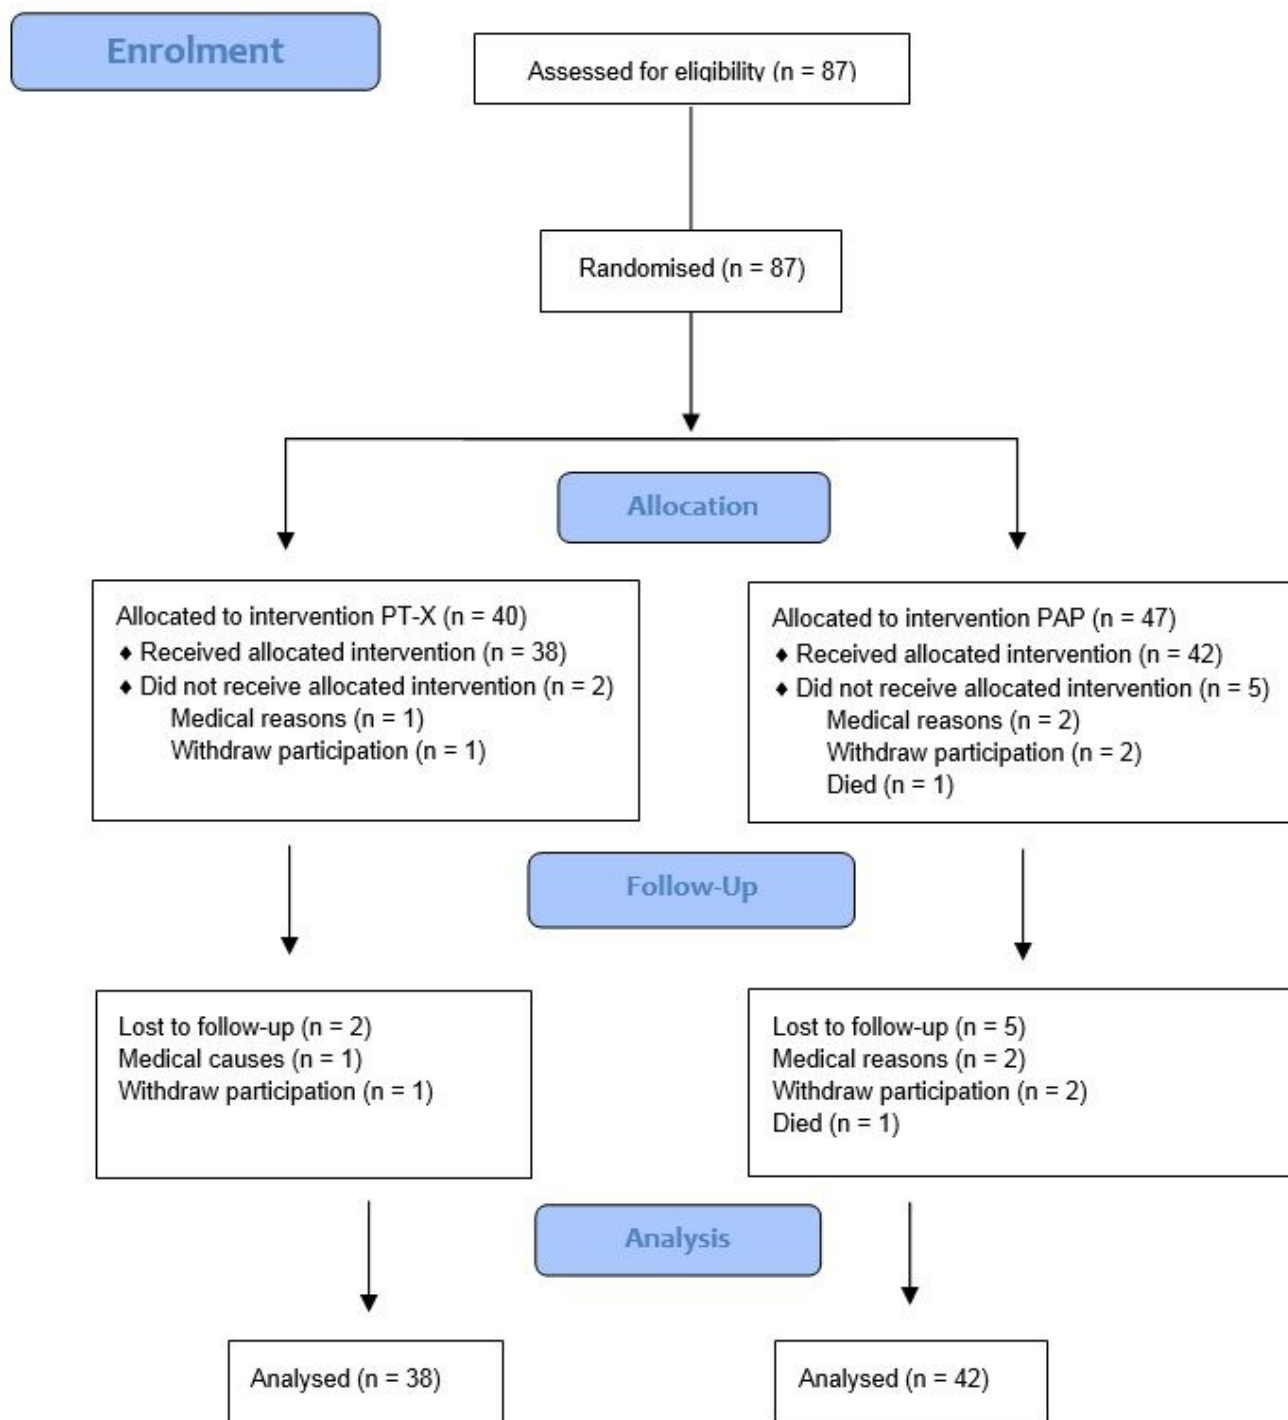 Enrolment
Assessed for eligibility (n = 87)
Randomised (n = 87)
Allocation
Allocated to intervention PT-X (n = 40)
♦ Received allocated intervention (n = 38)
♦ Did not receive allocated intervention (n = 2)
Medical reasons (n = 1)
Withdraw participation (n = 1)
Allocated to intervention PAP (n = 47)
♦ Received allocated intervention (n = 42)
♦ Did not receive allocated intervention (n = 5)
Medical reasons (n = 2)
Withdraw participation (n = 2)
Died (n = 1)
Follow-Up
Lost to follow-up (n = 2)
Medical causes (n = 1)
Withdraw participation (n = 1)
Lost to follow-up (n = 5)
Medical reasons (n = 2)
Withdraw participation (n = 2)
Died (n = 1)
Analysis
Analysed (n = 38)
Analysed (n = 42)